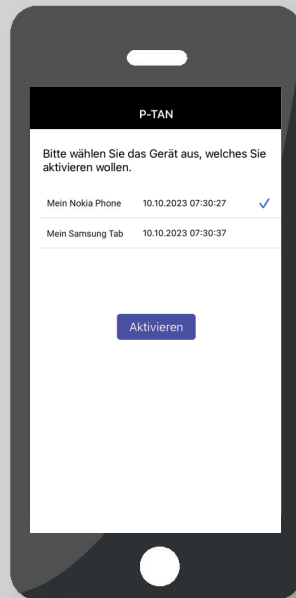 P-TAN
Bitte wählen Sie das Gerät aus, welches Sie
aktivieren wollen.
Mein Nokia Phone 10.10.2023 07:30:27
Mein Samsung Tab 10.10.2023 07:30:37
Aktivieren